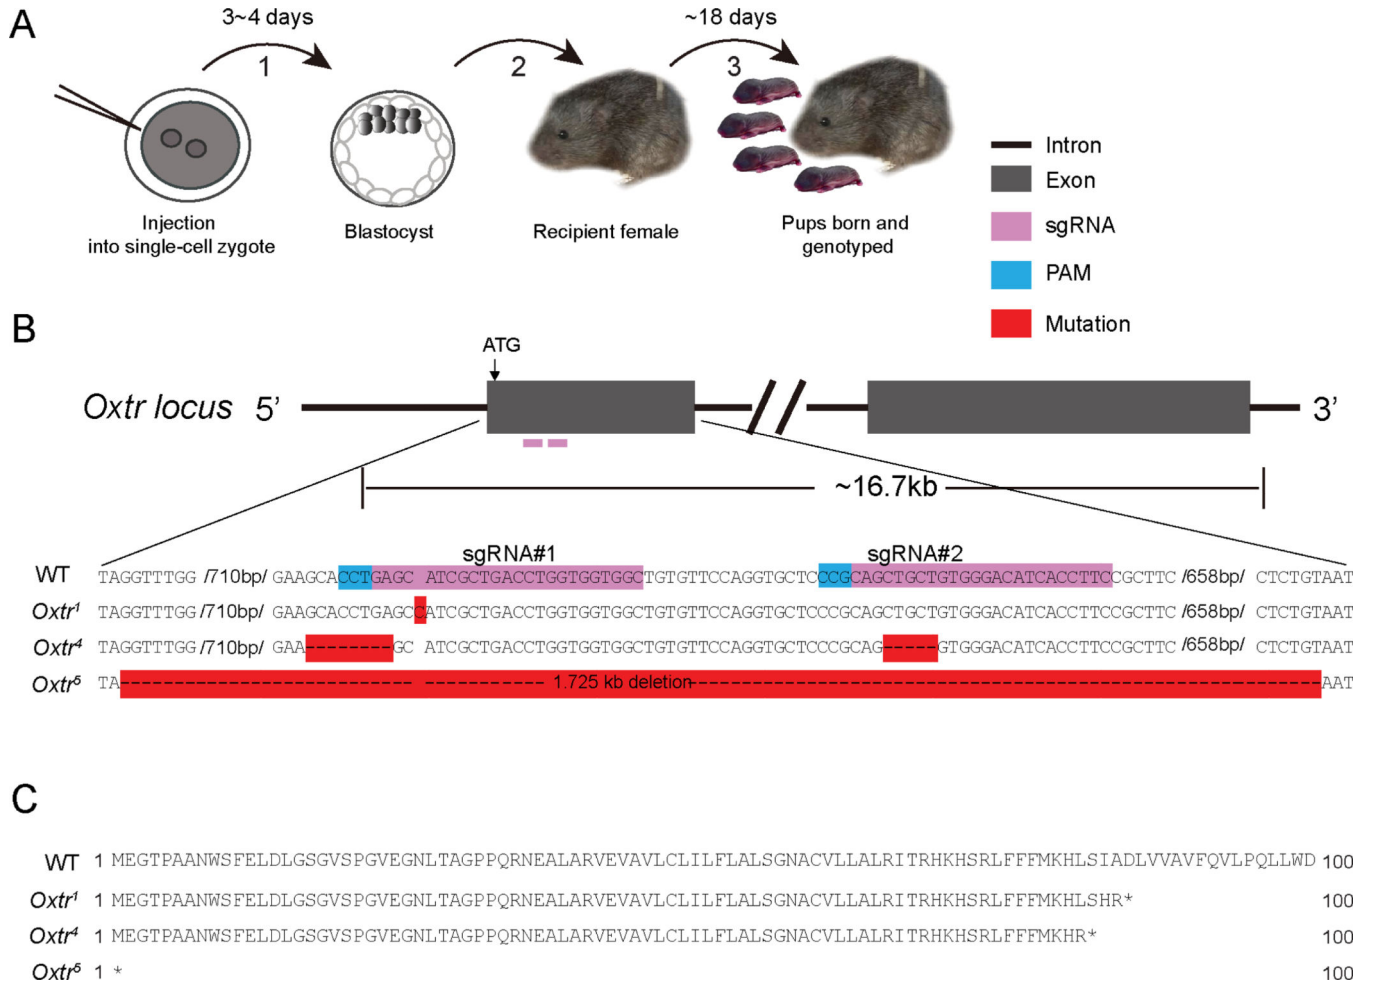 A
3~4 days
~18 days
1
2
3
Injection
into single-cell zygote
Blastocyst
Recipient female
Pups born and
genotyped
Intron
Exon
sgRNA
PAM
Mutation
B
ATG
Oxtr locus 5’ 3’
~16.7kb
sgRNA#1 sgRNA#2
WT TAGGTTTGG /710bp/ GAAGCACCTGAGC ATCGCTGACCTGGTGGTGGCTGTGTTCCAGGTGCTCCCGCAGCTGCTGTGGGACATCACCTTCCGCTTC /658bp/ CTCTGTAAT
Oxtr¹ TAGGTTTGG /710bp/ GAAGCACCTGAGCCATCGCTGACCTGGTGGTGGCTGTGTTCCAGGTGCTCCCGCAGCTGCTGTGGGACATCACCTTCCGCTTC /658bp/ CTCTGTAAT
Oxtr⁴ TAGGTTTGG /710bp/ GAA--------GC ATCGCTGACCTGGTGGTGGCTGTGTTCCAGGTGCTCCCGCAG-----GTGGGACATCACCTTCCGCTTC /658bp/ CTCTGTAAT
Oxtr⁵ TA 1.725 kb deletion AAT
C
WT 1 MEGTPAANWSFELDLGSGVSPGVEGNLTAGPPQRNEALARVEVAVLCLILFLALSGNACVLLALRITRHKHSRLFFFMKHLSIADLVVAVFQVLPQLLWD 100
Oxtr¹ 1 MEGTPAANWSFELDLGSGVSPGVEGNLTAGPPQRNEALARVEVAVLCLILFLALSGNACVLLALRITRHKHSRLFFFMKHLSHR* 100
Oxtr⁴ 1 MEGTPAANWSFELDLGSGVSPGVEGNLTAGPPQRNEALARVEVAVLCLILFLALSGNACVLLALRITRHKHSRLFFFMKHR* 100
Oxtr⁵ 1 * 100